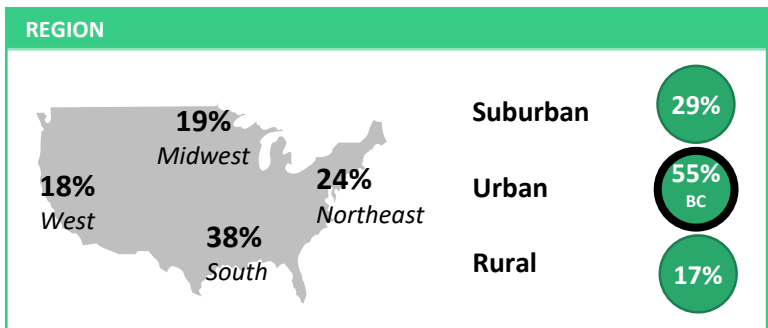 REGION
19%
Midwest
18%
West
24%
Northeast
38%
South
Suburban
29%
Urban
55%
BC
Rural
17%